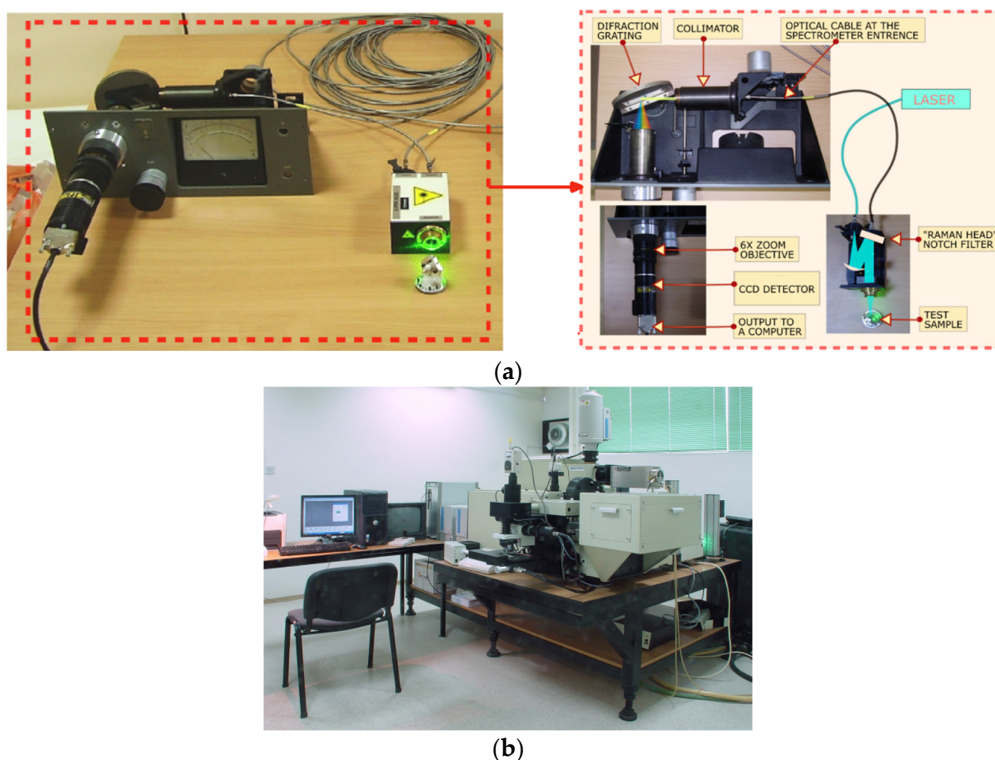 DIFRACTION
GRATING
COLLIMATOR
OPTICAL CABLE AT THE
SPECTROMETER ENTRENCE
LASER
"RAMAN HEAD"
NOTCH FILTER
6X ZOOM
OBJECTIVE
CCD DETECTOR
OUTPUT TO
A COMPUTER
TEST
SAMPLE
(a)
(b)